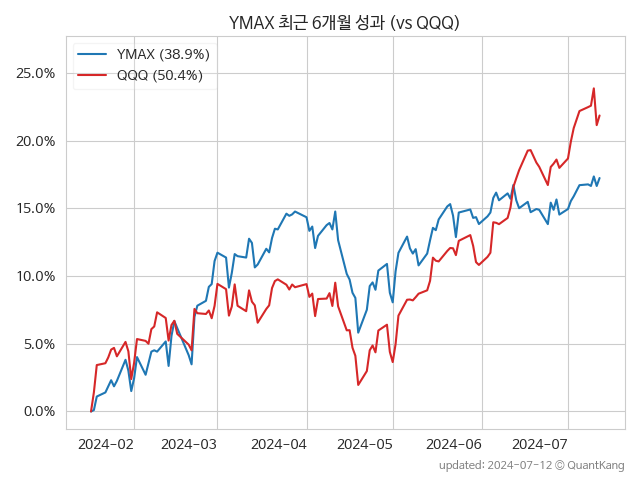 YMAX 최근 6개월 성과 (vs QQQ)
YMAX (38.9%)
QQQ (50.4%)
25.0%
20.0%
15.0%
10.0%
5.0%
0.0%
2024-02 2024-03 2024-04 2024-05 2024-06 2024-07
updated: 2024-07-12 © QuantKang